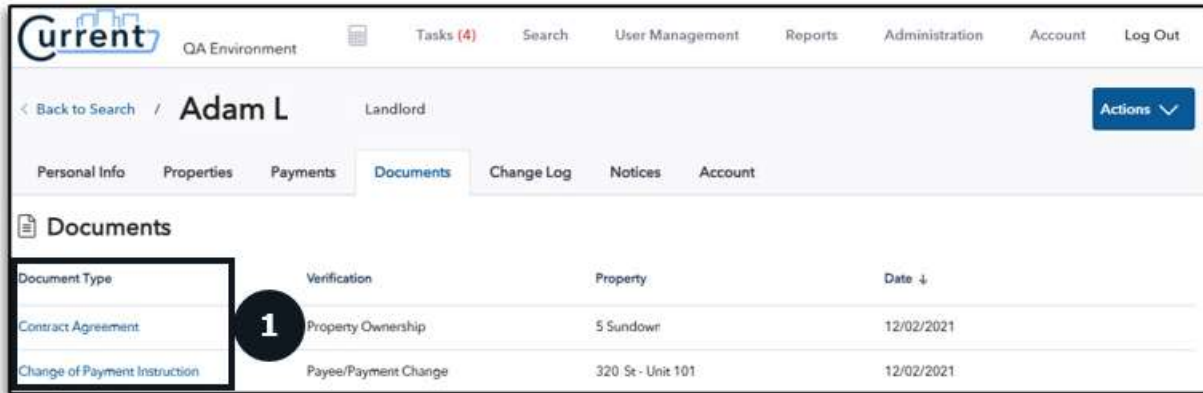 Current
QA Environment Tasks (4) Search User Management Reports Administration Account Log Out
< Back to Search / Adam L Landlord Actions
Personal Info Properties Payments Documents Change Log Notices Account
Documents
Document Type Verification Property Date ↓
Contract Agreement Property Ownership 5 Sundown 12/02/2021
1
Change of Payment Instruction Payee/Payment Change 320 St - Unit 101 12/02/2021